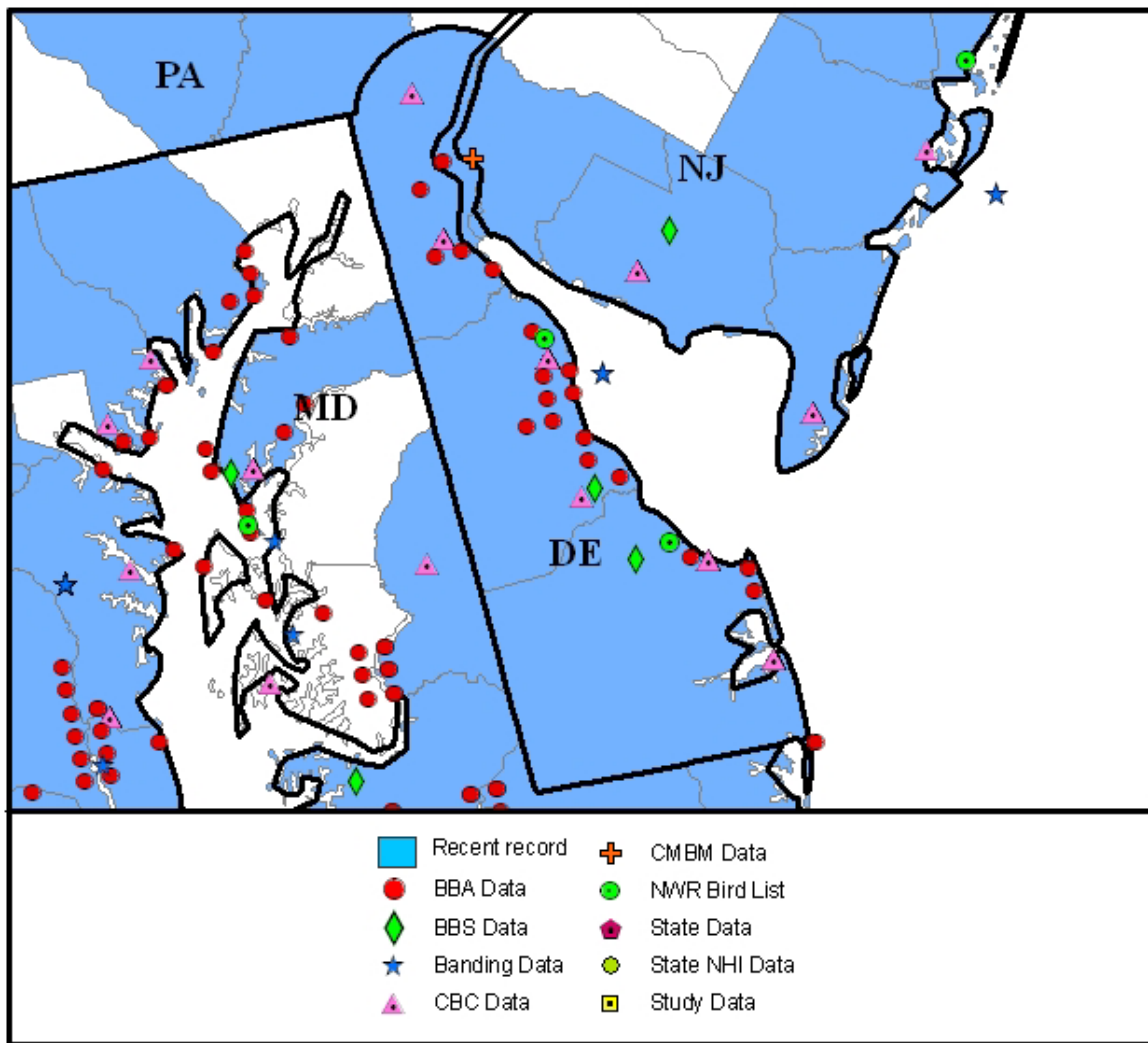 PA
NJ
MD
DE
Recent record
BBA Data
BBS Data
Banding Data
CBC Data
CMBM Data
NWR Bird List
State Data
State NHI Data
Study Data